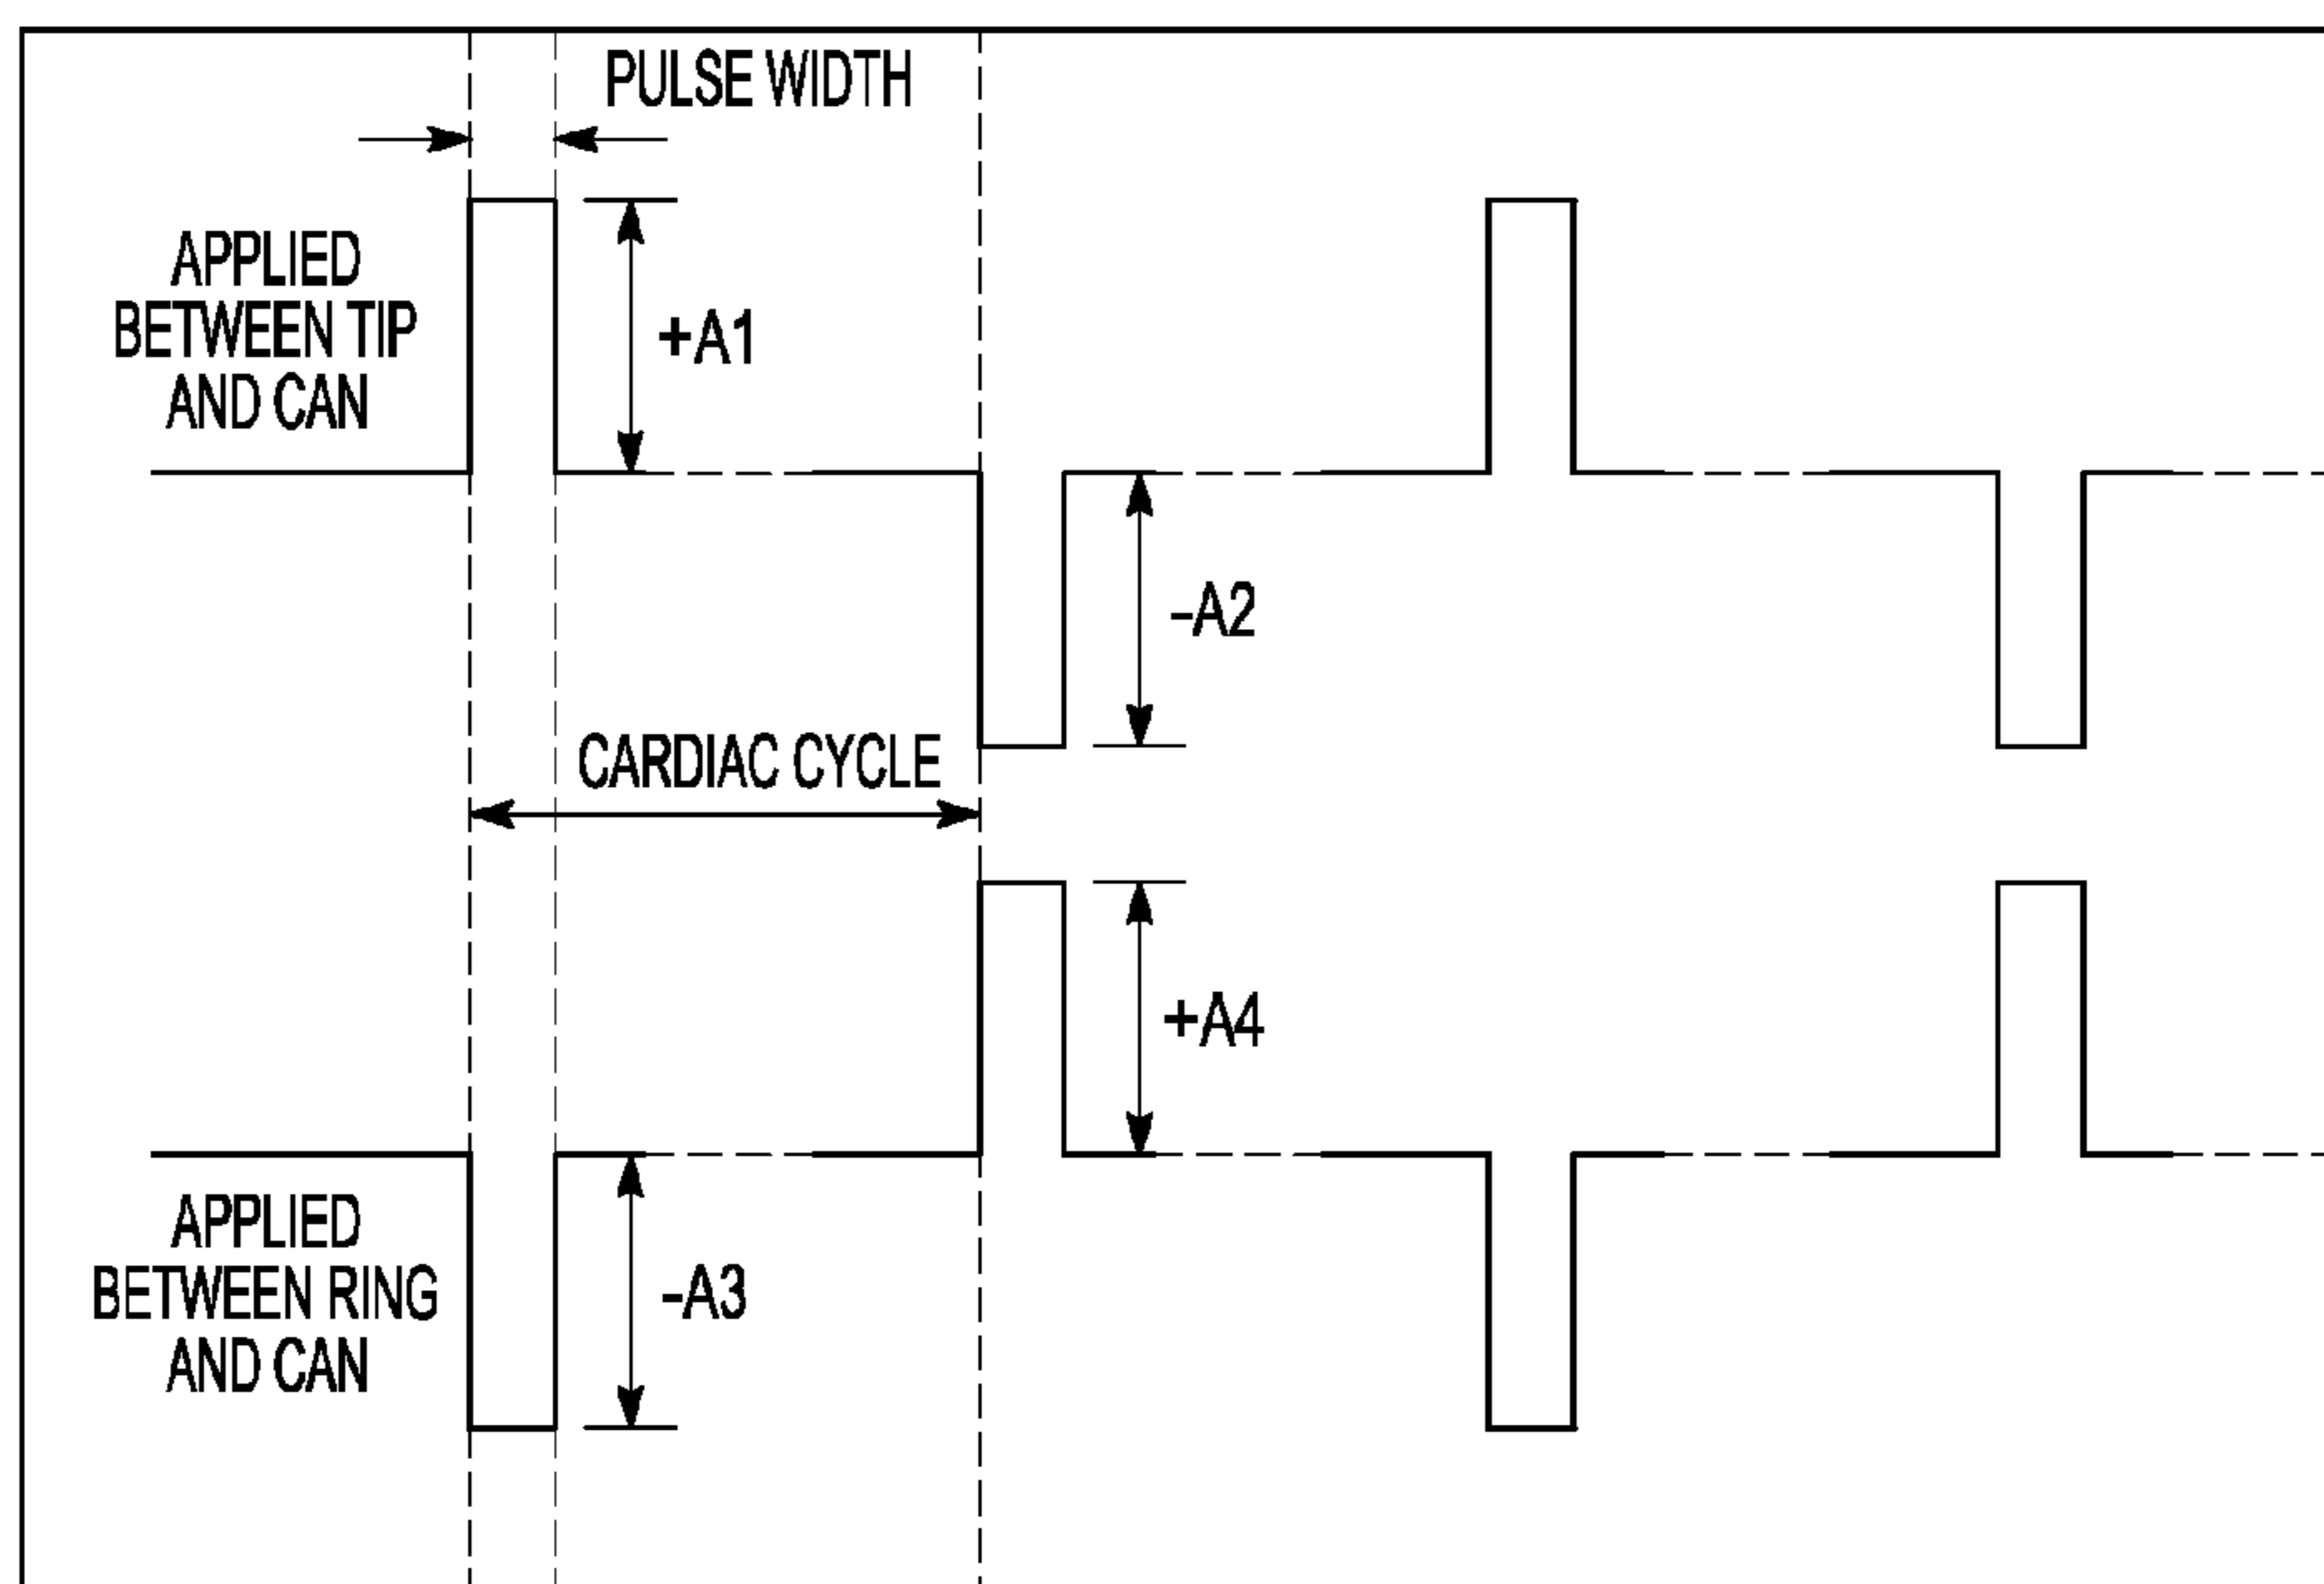 PULSE WIDTH
APPLIED
BETWEEN TIP
AND CAN
+A1
-A2
CARDIAC CYCLE
+A4
APPLIED
BETWEEN RING
AND CAN
-A3